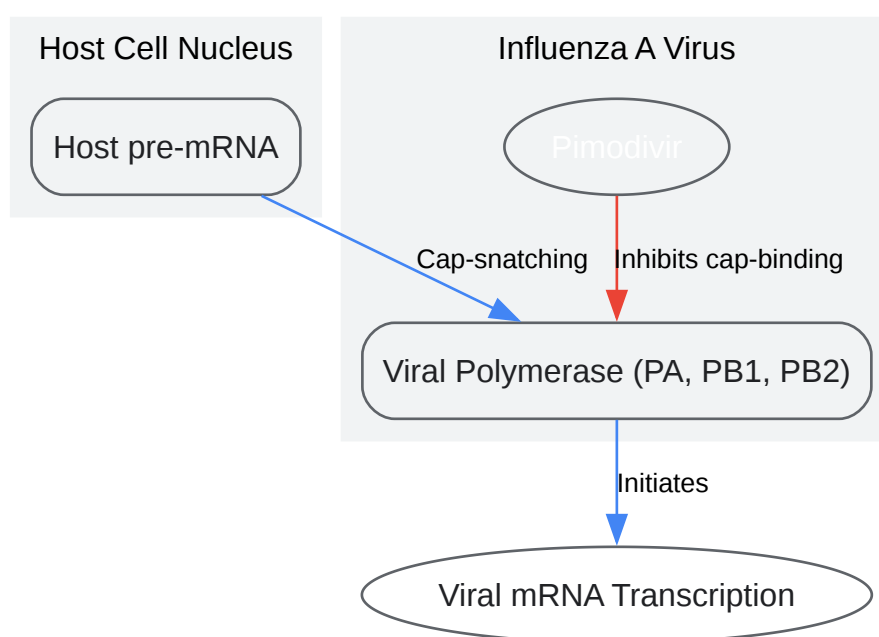 Host Cell Nucleus
Influenza A Virus
Host pre-mRNA
Pimodivir
Cap-snatching
Inhibits cap-binding
Viral Polymerase (PA, PB1, PB2)
Initiates
Viral mRNA Transcription